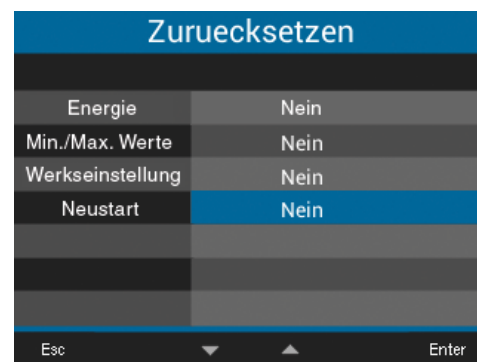 Zuruecksetzen
Energie Nein
Min./Max. Werte Nein
Werkseinstellung Nein
Neustart Nein
Esc Enter